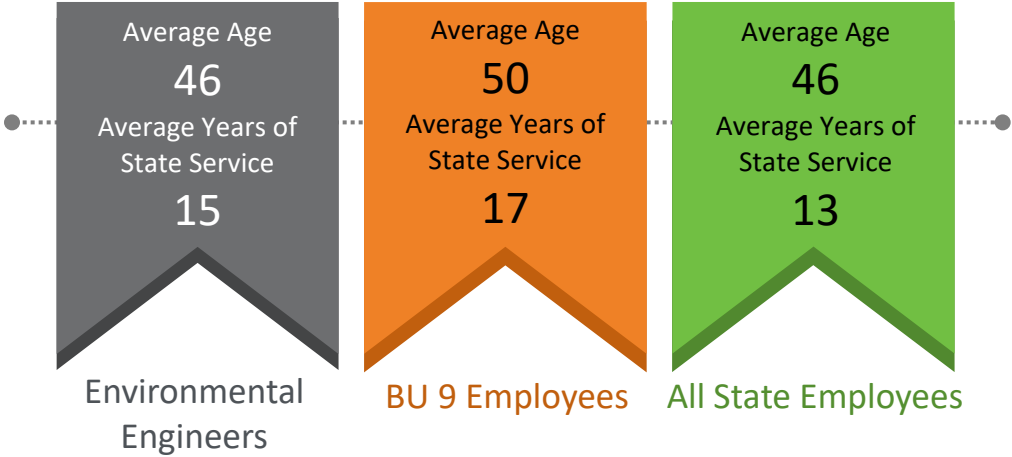 Average Age
46
Average Years of
State Service
15
Environmental
Engineers
Average Age
50
Average Years of
State Service
17
BU 9 Employees
Average Age
46
Average Years of
State Service
13
All State Employees